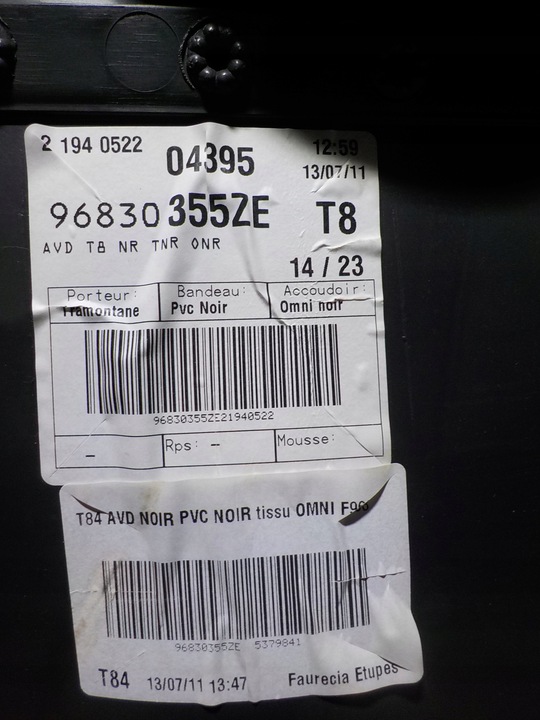 2 194 0522 04395 12:59
13/07/11
96830 355ZE T8
AVD T8 NR TNR ONR
14 / 23
Porteur: Bandeau: Accoudoir:
Tramontane Pvc Noir Omni noir
96830355ZE21940522
– Rps: – Mousse:
T84 AVD NOIR PVC NOIR tissu OMNI
96830355ZE 5379841
T84 13/07/11 13:47 Faurecia Etupes